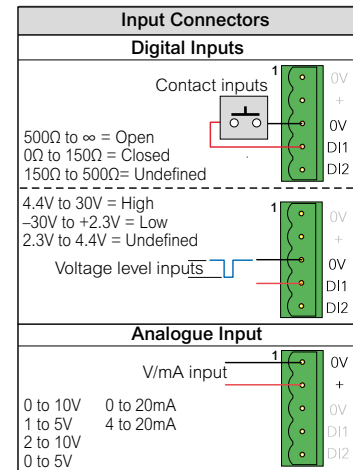 Input Connectors
Digital Inputs
Contact inputs
1
0V
+
0V
DI1
DI2
500Ω to ∞ = Open
0Ω to 150Ω = Closed
150Ω to 500Ω= Undefined
4.4V to 30V = High
–30V to +2.3V = Low
2.3V to 4.4V = Undefined
Voltage level inputs
1
0V
+
0V
DI1
DI2
Analogue Input
V/mA input
1
0V
+
0V
DI1
DI2
0 to 10V 0 to 20mA
1 to 5V 4 to 20mA
2 to 10V
0 to 5V